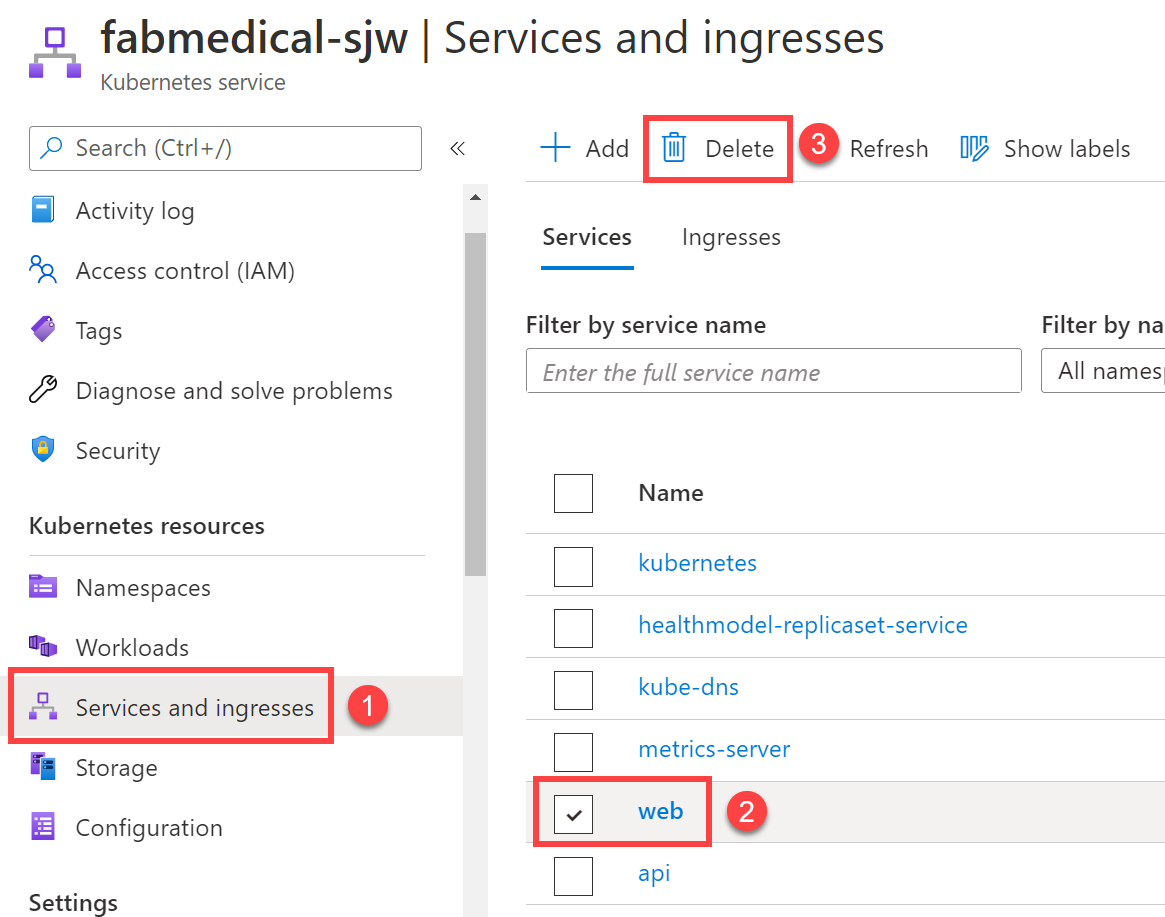 fabmedical-sjw | Services and ingresses
Kubernetes service
Search (Ctrl+/)
«
Activity log
Access control (IAM)
Tags
Diagnose and solve problems
Security
Kubernetes resources
Namespaces
Workloads
Services and ingresses 1
Storage
Configuration
Settings
Add Delete 3 Refresh Show labels
Services Ingresses
Filter by service name Filter by na
Enter the full service name All namesp
Name
kubernetes
healthmodel-replicaset-service
kube-dns
metrics-server
web 2
api